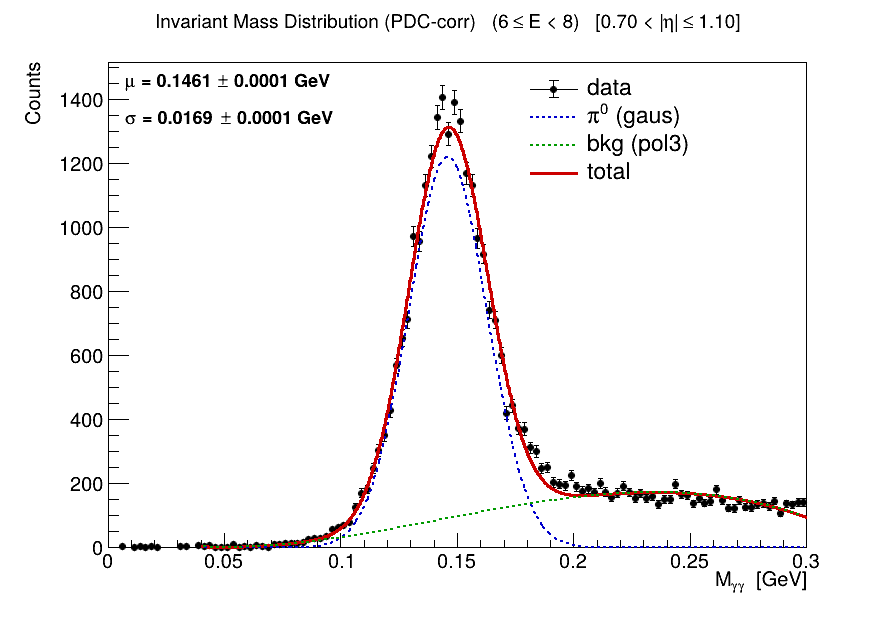 Invariant Mass Distribution (PDC-corr) (6 ≤ E < 8) [0.70 < |η| ≤ 1.10]
Counts
μ = 0.1461 ± 0.0001 GeV
σ = 0.0169 ± 0.0001 GeV
data
π⁰ (gaus)
bkg (pol3)
total
1400
1200
1000
800
600
400
200
0
0 0.05 0.1 0.15 0.2 0.25 0.3
Mγγ [GeV]